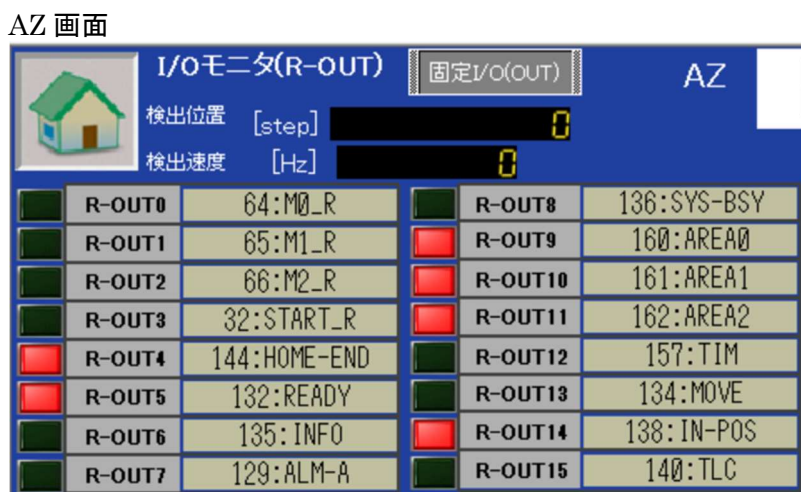 AZ 画面
I/Oモニタ(R-OUT) 固定I/O(OUT) AZ
検出位置 [step] 0
検出速度 [Hz] 0
R-OUT0 64:M0_R R-OUT8 136:SYS-BSY
R-OUT1 65:M1_R R-OUT9 160:AREA0
R-OUT2 66:M2_R R-OUT10 161:AREA1
R-OUT3 32:START_R R-OUT11 162:AREA2
R-OUT4 144:HOME-END R-OUT12 157:TIM
R-OUT5 132:READY R-OUT13 134:MOVE
R-OUT6 135:INFO R-OUT14 138:IN-POS
R-OUT7 129:ALM-A R-OUT15 140:TLC